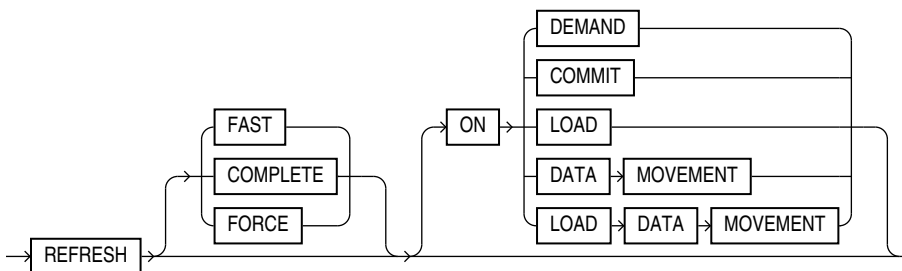 DEMAND
COMMIT
FAST
ON
LOAD
COMPLETE
DATA MOVEMENT
FORCE
LOAD DATA MOVEMENT
REFRESH